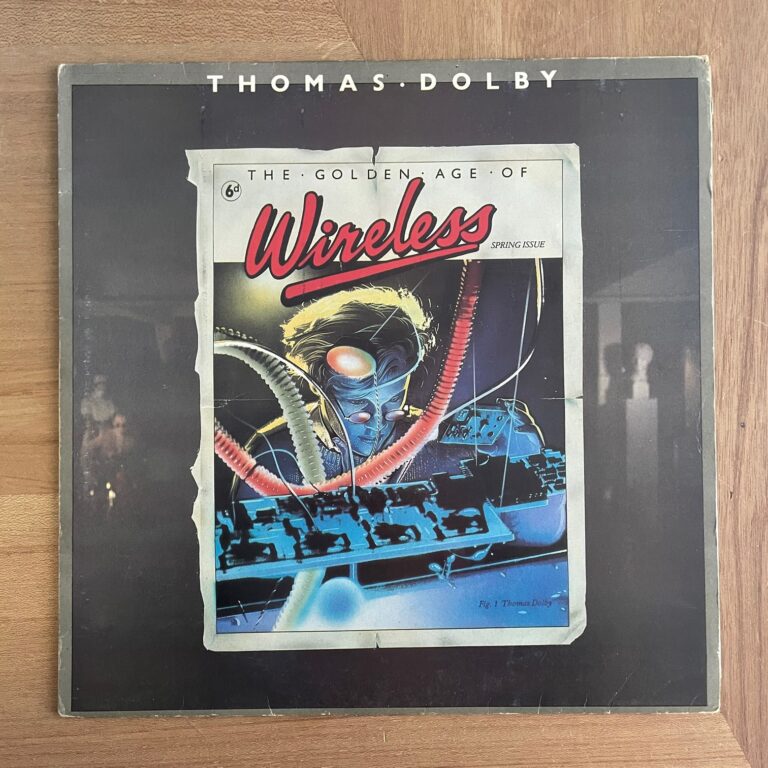 THOMAS · DOLBY
THE · GOLDEN · AGE · OF
6d
Wireless
SPRING ISSUE
Fig. 1 Thomas Dolby